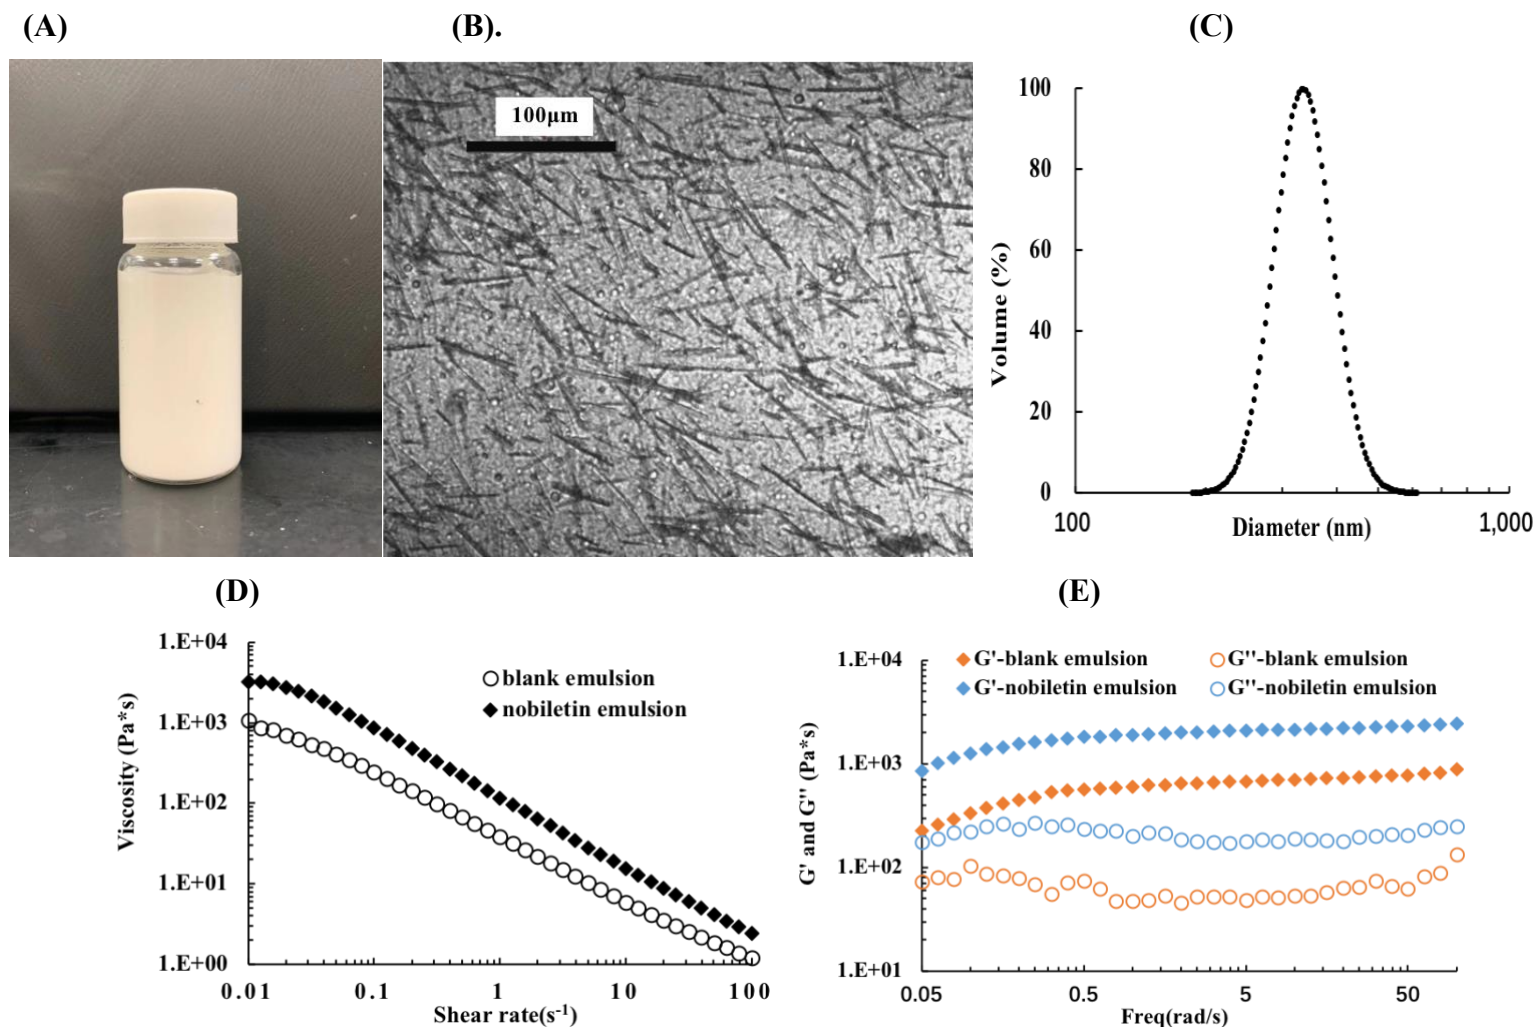 (A)
(B).
(C)
100μm
100
80
60
40
20
0
Volume (%)
100
1,000
Diameter (nm)
(D)
(E)
1.E+04
1.E+03
1.E+02
1.E+01
1.E+00
Viscosity (Pa*s)
blank emulsion
nobiletin emulsion
0.01
0.1
1
10
100
Shear rate(s⁻¹)
1.E+04
1.E+03
1.E+02
1.E+01
G' and G'' (Pa*s)
G'-blank emulsion
G''-blank emulsion
G'-nobiletin emulsion
G''-nobiletin emulsion
0.05
0.5
5
50
Freq(rad/s)